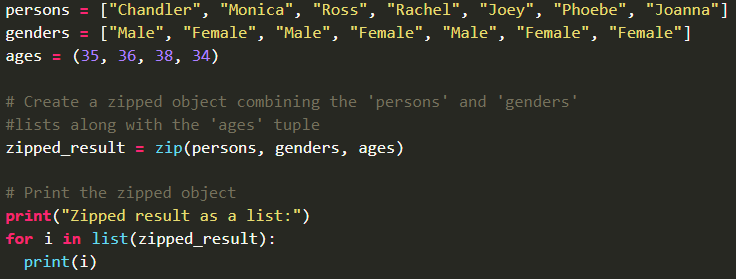 persons = ["Chandler", "Monica", "Ross", "Rachel", "Joey", "Phoebe", "Joanna"]
genders = ["Male", "Female", "Male", "Female", "Male", "Female", "Female"]
ages = (35, 36, 38, 34)
# Create a zipped object combining the 'persons' and 'genders'
#lists along with the 'ages' tuple
zipped_result = zip(persons, genders, ages)
# Print the zipped object
print("Zipped result as a list:")
for i in list(zipped_result):
  print(i)